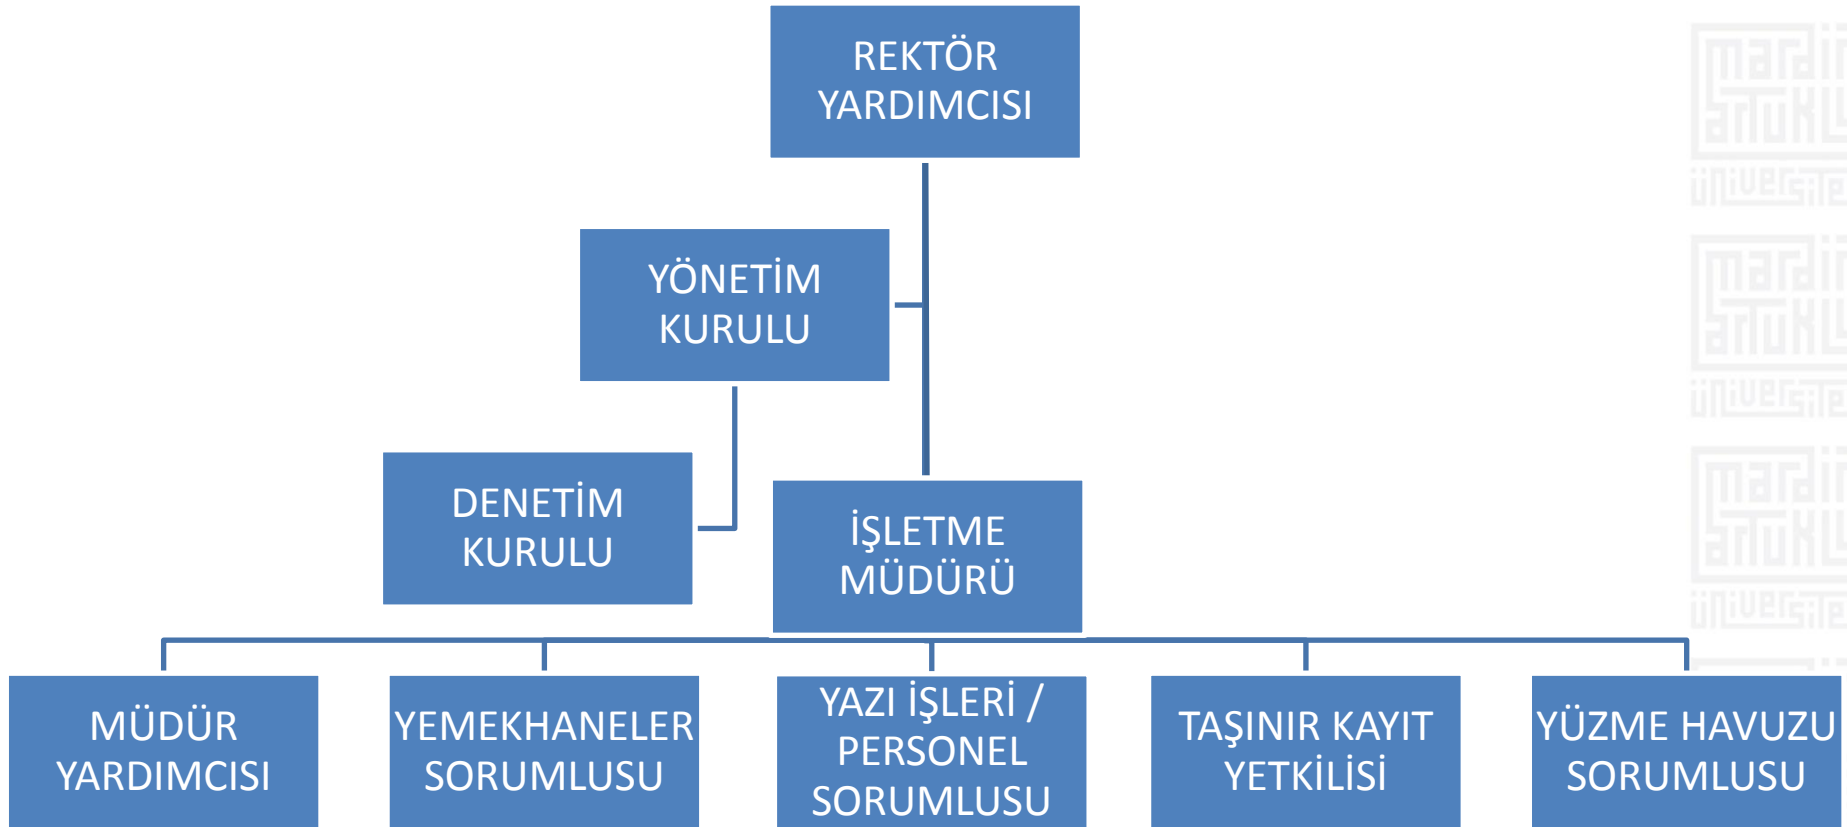 REKTÖR
YARDIMCISI
YÖNETİM
KURULU
DENETİM
KURULU
İŞLETME
MÜDÜRÜ
MÜDÜR
YARDIMCISI
YEMEKHANELER
SORUMLUSU
YAZI İŞLERİ /
PERSONEL
SORUMLUSU
TAŞINIR KAYIT
YETKİLİSİ
YÜZME HAVUZU
SORUMLUSU